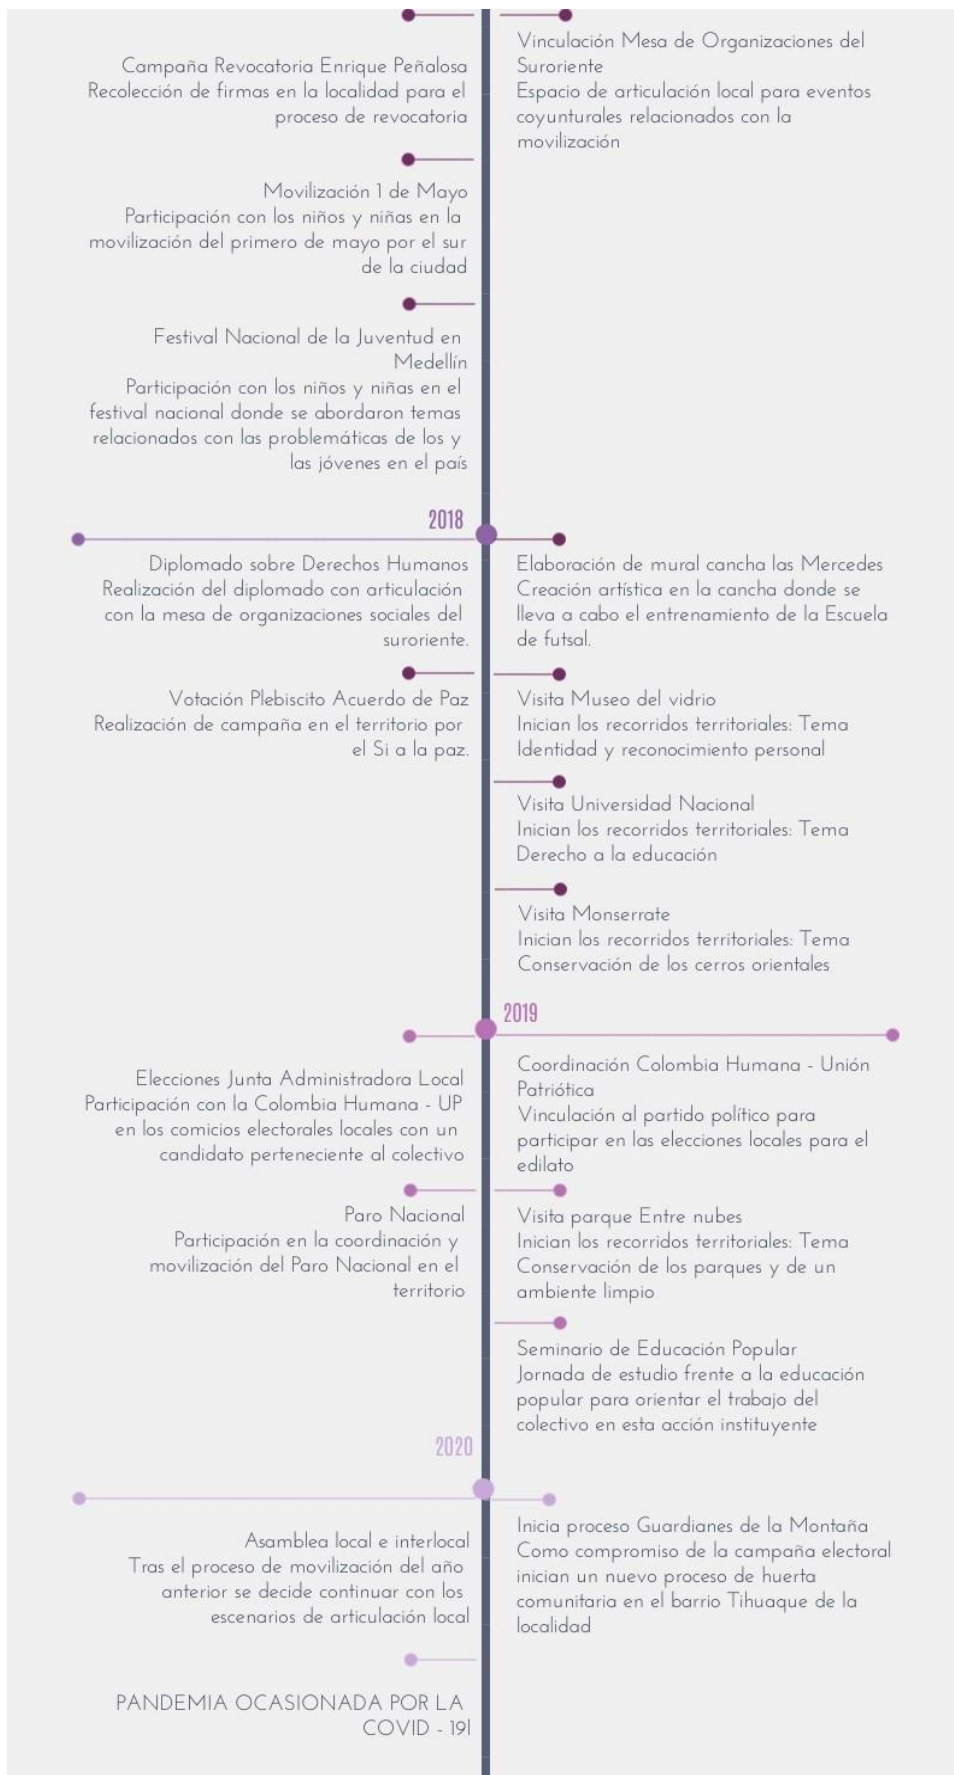 Campaña Revocatoria Enrique Peñalosa
Recolección de firmas en la localidad para el
proceso de revocatoria
Vinculación Mesa de Organizaciones del
Suroriente
Espacio de articulación local para eventos
coyunturales relacionados con la
movilización
Movilización 1 de Mayo
Participación con los niños y niñas en la
movilización del primero de mayo por el sur
de la ciudad
Festival Nacional de la Juventud en
Medellín
Participación con los niños y niñas en el
festival nacional donde se abordaron temas
relacionados con las problemáticas de los y
las jóvenes en el país
2018
Diplomado sobre Derechos Humanos
Realización del diplomado con articulación
con la mesa de organizaciones sociales del
suroriente.
Elaboración de mural cancha las Mercedes
Creación artística en la cancha donde se
lleva a cabo el entrenamiento de la Escuela
de futsal.
Votación Plebiscito Acuerdo de Paz
Realización de campaña en el territorio por
el Si a la paz.
Visita Museo del vidrio
Inician los recorridos territoriales: Tema
Identidad y reconocimiento personal
Visita Universidad Nacional
Inician los recorridos territoriales: Tema
Derecho a la educación
Visita Monserrate
Inician los recorridos territoriales: Tema
Conservación de los cerros orientales
2019
Elecciones Junta Administradora Local
Participación con la Colombia Humana - UP
en los comicios electorales locales con un
candidato perteneciente al colectivo
Coordinación Colombia Humana - Unión
Patriótica
Vinculación al partido político para
participar en las elecciones locales para el
edilato
Paro Nacional
Participación en la coordinación y
movilización del Paro Nacional en el
territorio
Visita parque Entre nubes
Inician los recorridos territoriales: Tema
Conservación de los parques y de un
ambiente limpio
Seminario de Educación Popular
Jornada de estudio frente a la educación
popular para orientar el trabajo del
colectivo en esta acción instituyente
2020
Asamblea local e interlocal
Tras el proceso de movilización del año
anterior se decide continuar con los
escenarios de articulación local
Inicia proceso Guardianes de la Montaña
Como compromiso de la campaña electoral
inician un nuevo proceso de huerta
comunitaria en el barrio Tihuaque de la
localidad
PANDEMIA OCASIONADA POR LA
COVID - 19l